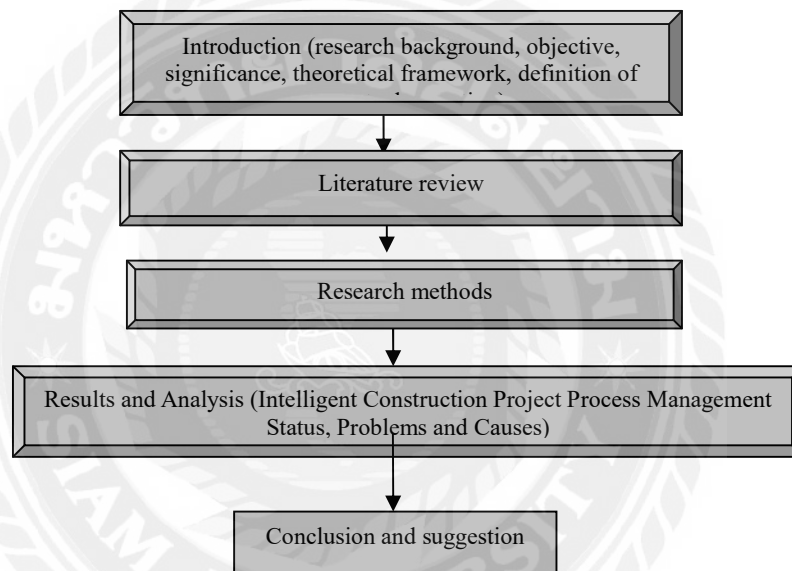 Introduction (research background, objective,
significance, theoretical framework, definition of
Literature review
Research methods
Results and Analysis (Intelligent Construction Project Process Management
Status, Problems and Causes)
Conclusion and suggestion
SIAM